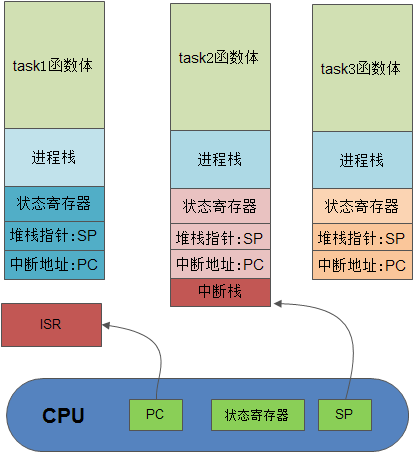 task1函数体
进程栈
状态寄存器
堆栈指针:SP
中断地址:PC
task2函数体
进程栈
状态寄存器
堆栈指针:SP
中断地址:PC
中断栈
task3函数体
进程栈
状态寄存器
堆栈指针:SP
中断地址:PC
ISR
CPU
PC
状态寄存器
SP